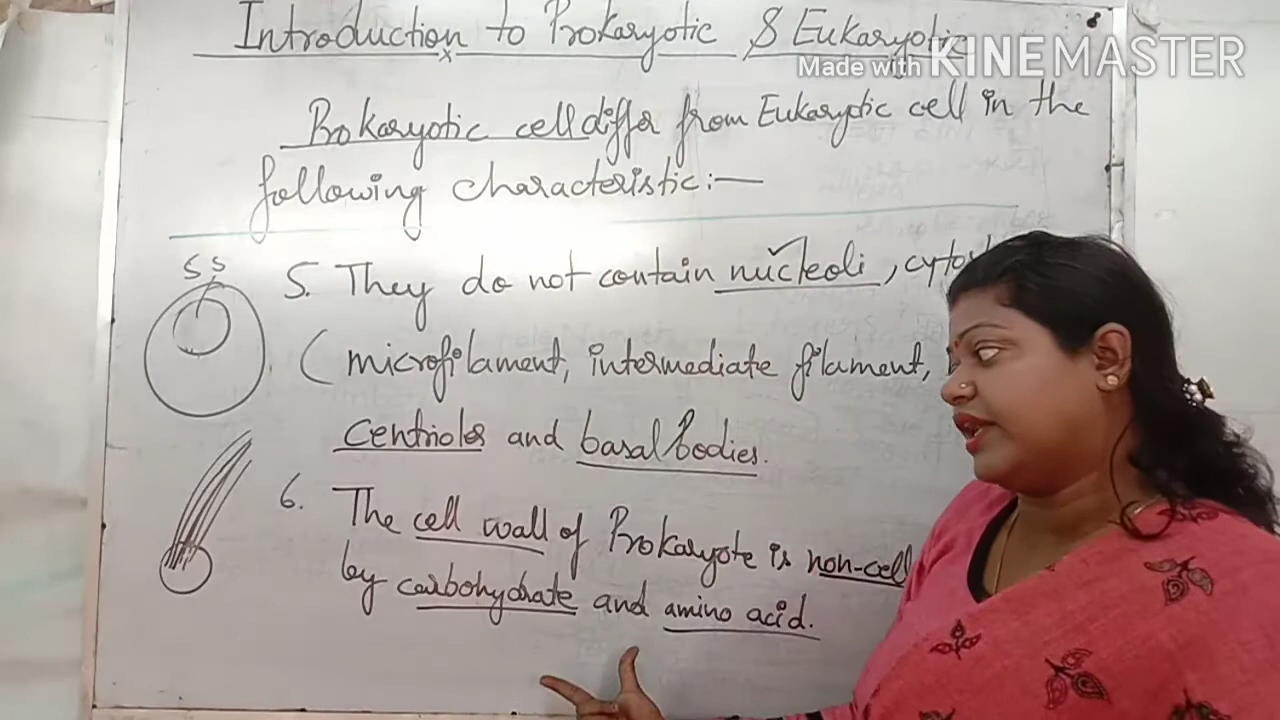 Introduction to Prokaryotic & Eukaryotic
Made with KINEMASTER
Prokaryotic cell differ from Eukaryotic cell in the
following characteristic:—
S S
5. They do not contain nucleoli,
(microfilament, intermediate filament,
Centrioles and basal bodies.
6. The cell wall of Prokaryote is non-cell
by carbohydrate and amino acid.